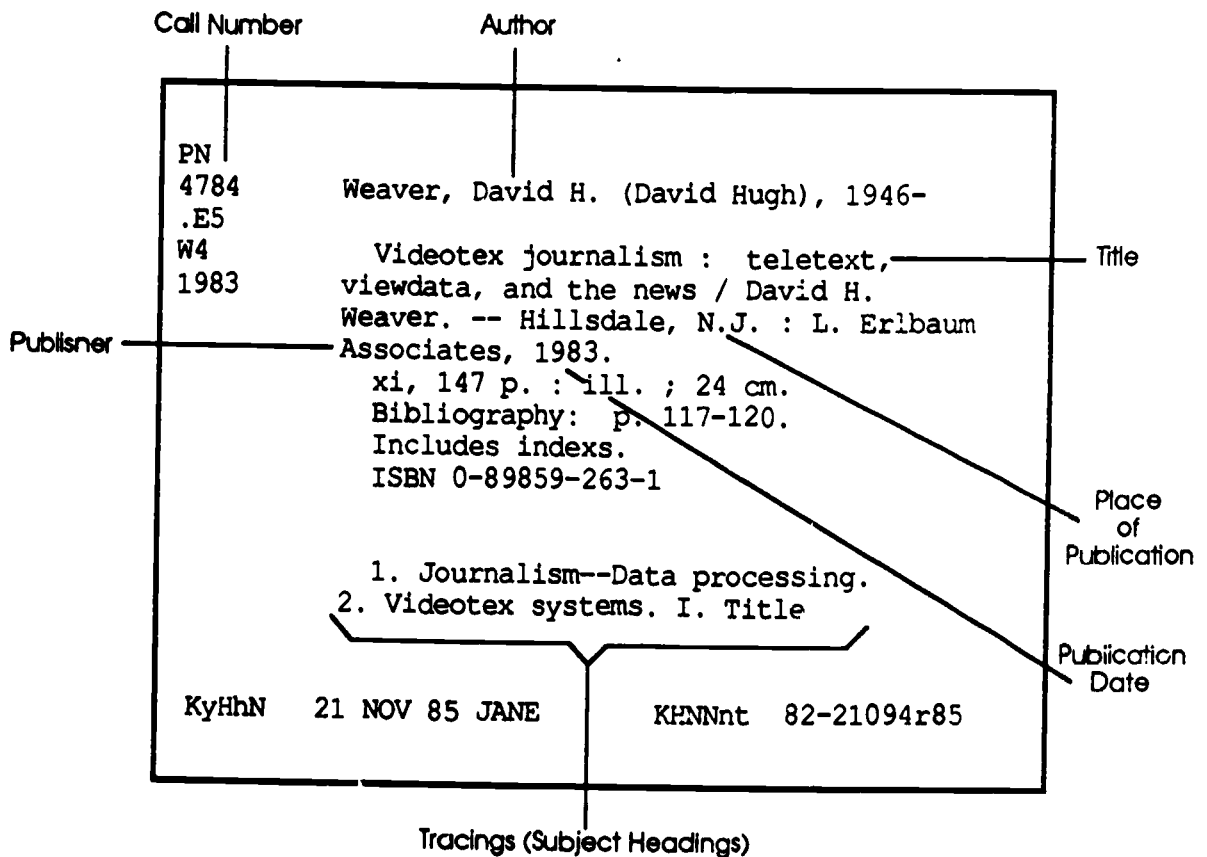 Call Number Author
PN
4784 Weaver, David H. (David Hugh), 1946-
.E5
W4 Videotex journalism : teletext, Title
1983 viewdata, and the news / David H.
Weaver. -- Hillsdale, N.J. : L. Erlbaum
Publisner Associates, 1983.
xi, 147 p. : ill. ; 24 cm.
Bibliography: p. 117-120.
Includes indexs.
ISBN 0-89859-263-1
Place
of
Publication
1. Journalism--Data processing.
2. Videotex systems. I. Title
Publication
Date
KyHhN 21 NOV 85 JANE KHNNnt 82-21094r85
Tracings (Subject Headings)